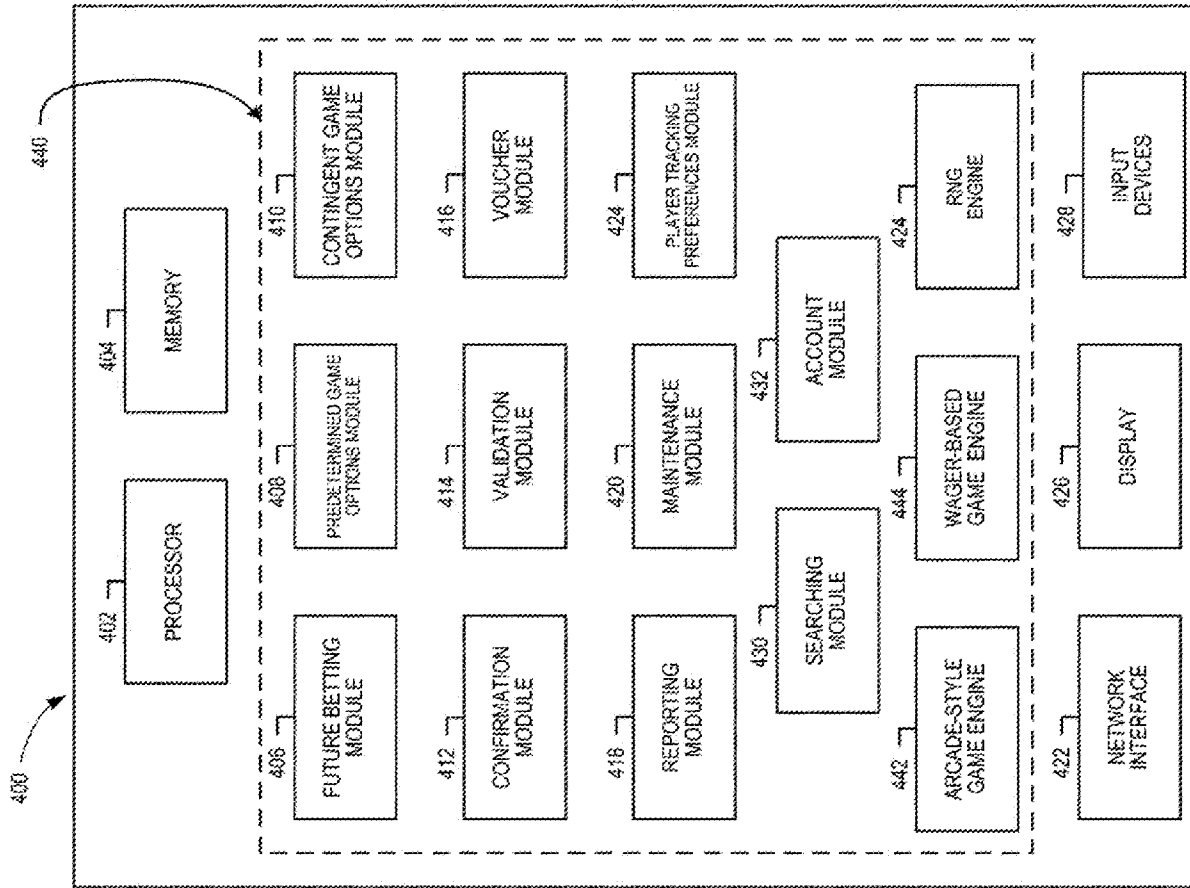 400
402
PROCESSOR
404
MEMORY
440
406
FUTURE BETTING
MODULE
408
PREDETERMINED GAME
OPTIONS MODULE
410
CONTINGENT GAME
OPTIONS MODULE
412
CONFIRMATION
MODULE
414
VALIDATION
MODULE
416
VOUCHER
MODULE
418
REPORTING
MODULE
420
MAINTENANCE
MODULE
424
PLAYER TRACKING
PREFERENCES MODULE
430
SEARCHING
MODULE
432
ACCOUNT
MODULE
442
ARCADE-STYLE
GAME ENGINE
444
WAGER-BASED
GAME ENGINE
424
RNG
ENGINE
422
NETWORK
INTERFACE
426
DISPLAY
428
INPUT
DEVICES